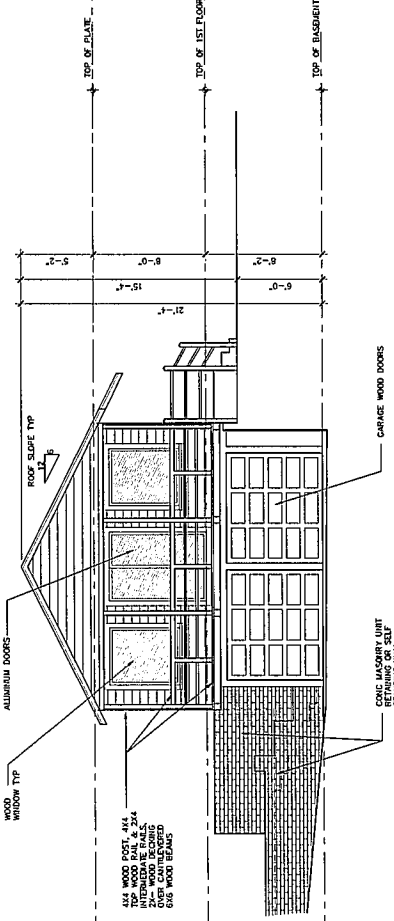 WOOD
WINDOW TYP
ALUMINUM DOORS
ROOF SLOPE TYP
12
6
TOP OF PLATE
TOP OF 1ST FLOOR
TOP OF BASEMENT
5'-2"
8'-0"
8'-2"
15'-4"
6'-0"
21'-4"
4X4 WOOD POST, 4X4
TOP WOOD RAIL & 2X4
INTERMEDIATE RAILS,
2X- WOOD DECKING
OVER CANTILEVERED
6X6 WOOD BEAMS
GARAGE WOOD DOORS
CONC MASONRY UNIT
RETAINING OR SELF